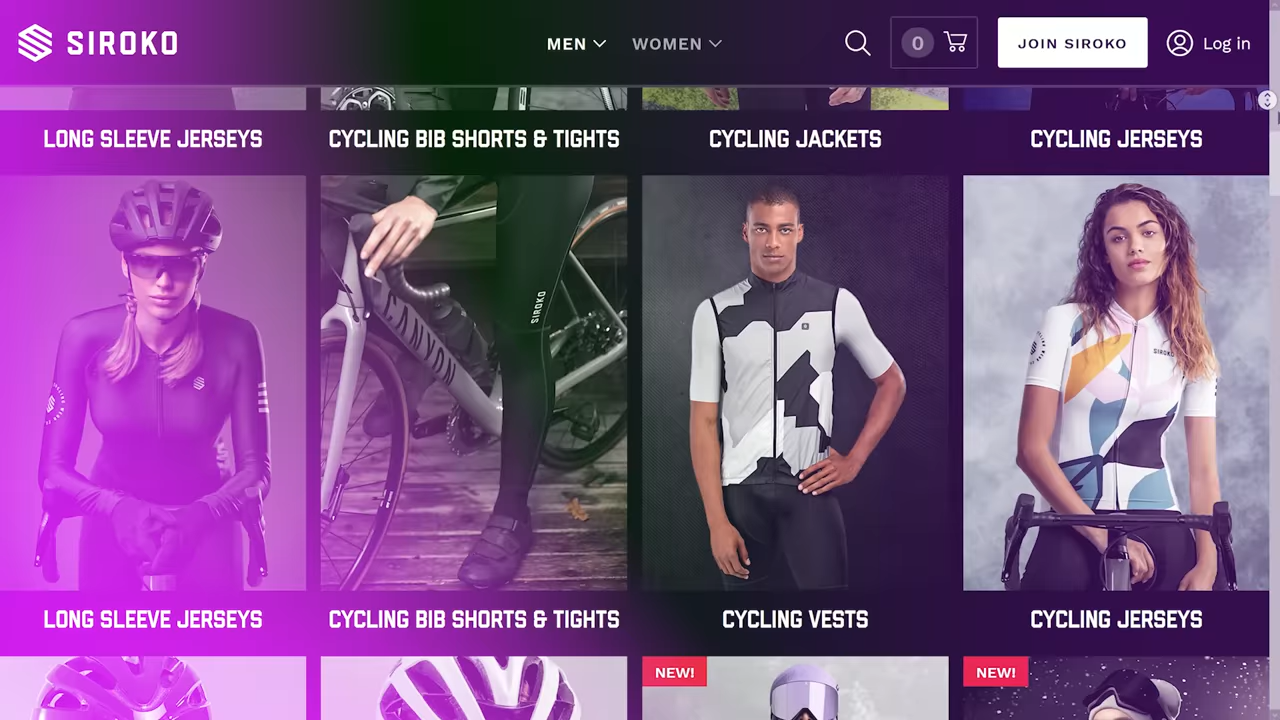 SIROKO
MEN
WOMEN
0
JOIN SIROKO
Log in
LONG SLEEVE JERSEYS
CYCLING BIB SHORTS & TIGHTS
CYCLING JACKETS
CYCLING JERSEYS
SIROKO
CANYON
SIROKO
LONG SLEEVE JERSEYS
CYCLING BIB SHORTS & TIGHTS
CYCLING VESTS
CYCLING JERSEYS
NEW!
NEW!